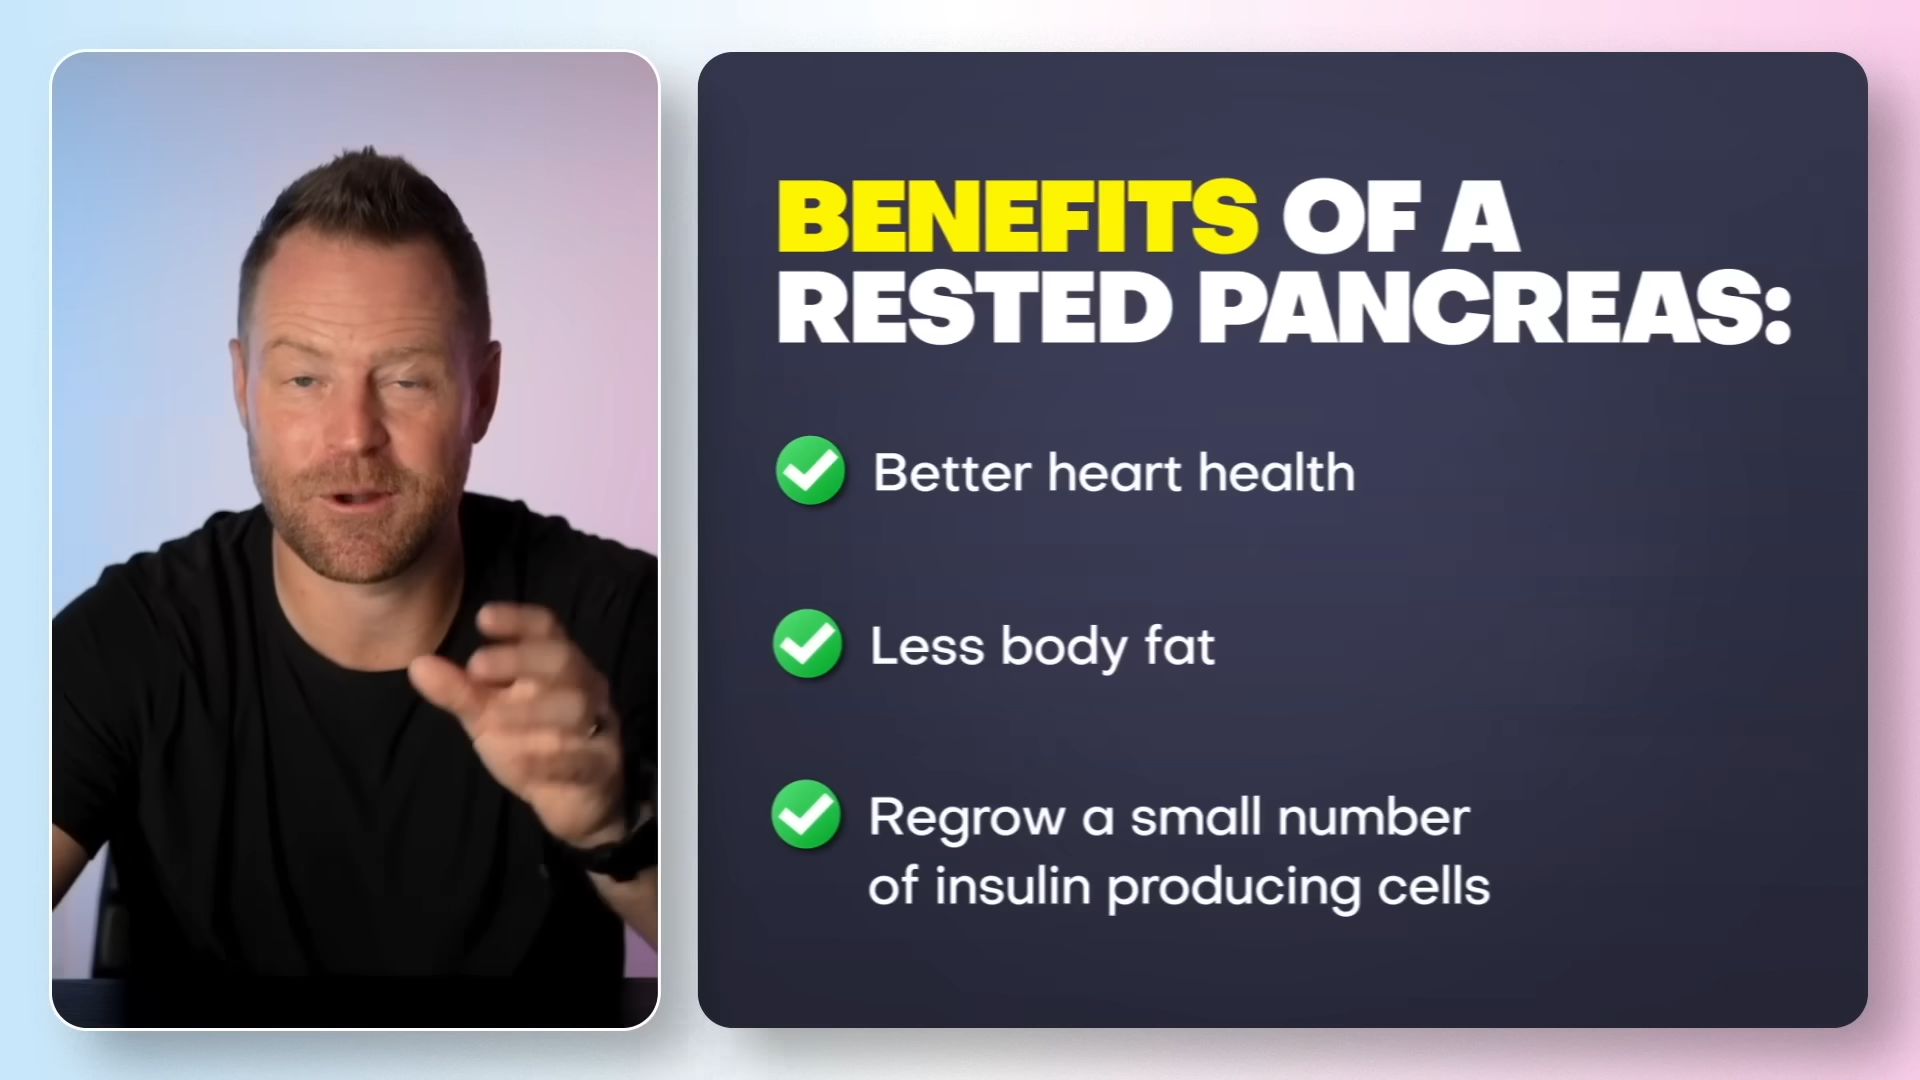 BENEFITS OF A
RESTED PANCREAS:
Better heart health
Less body fat
Regrow a small number
of insulin producing cells